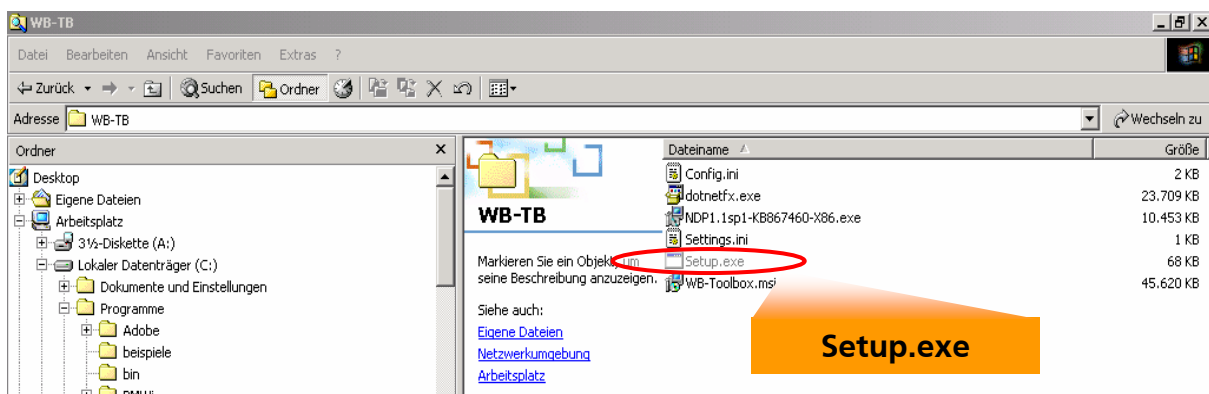 WB-TB
Datei Bearbeiten Ansicht Favoriten Extras ?
Zurück Suchen Ordner
Adresse WB-TB Wechseln zu
Ordner
Desktop
Eigene Dateien
Arbeitsplatz
3½-Diskette (A:)
Lokaler Datenträger (C:)
Dokumente und Einstellungen
Programme
Adobe
beispiele
bin
WB-TB
Markieren Sie ein Objekt, um
seine Beschreibung anzuzeigen.
Siehe auch:
Eigene Dateien
Netzwerkumgebung
Arbeitsplatz
Dateiname Größe
Config.ini 2 KB
dotnetfx.exe 23.709 KB
NDP1.1sp1-KB867460-X86.exe 10.453 KB
Settings.ini 1 KB
Setup.exe 68 KB
WB-Toolbox.msi 45.620 KB
Setup.exe